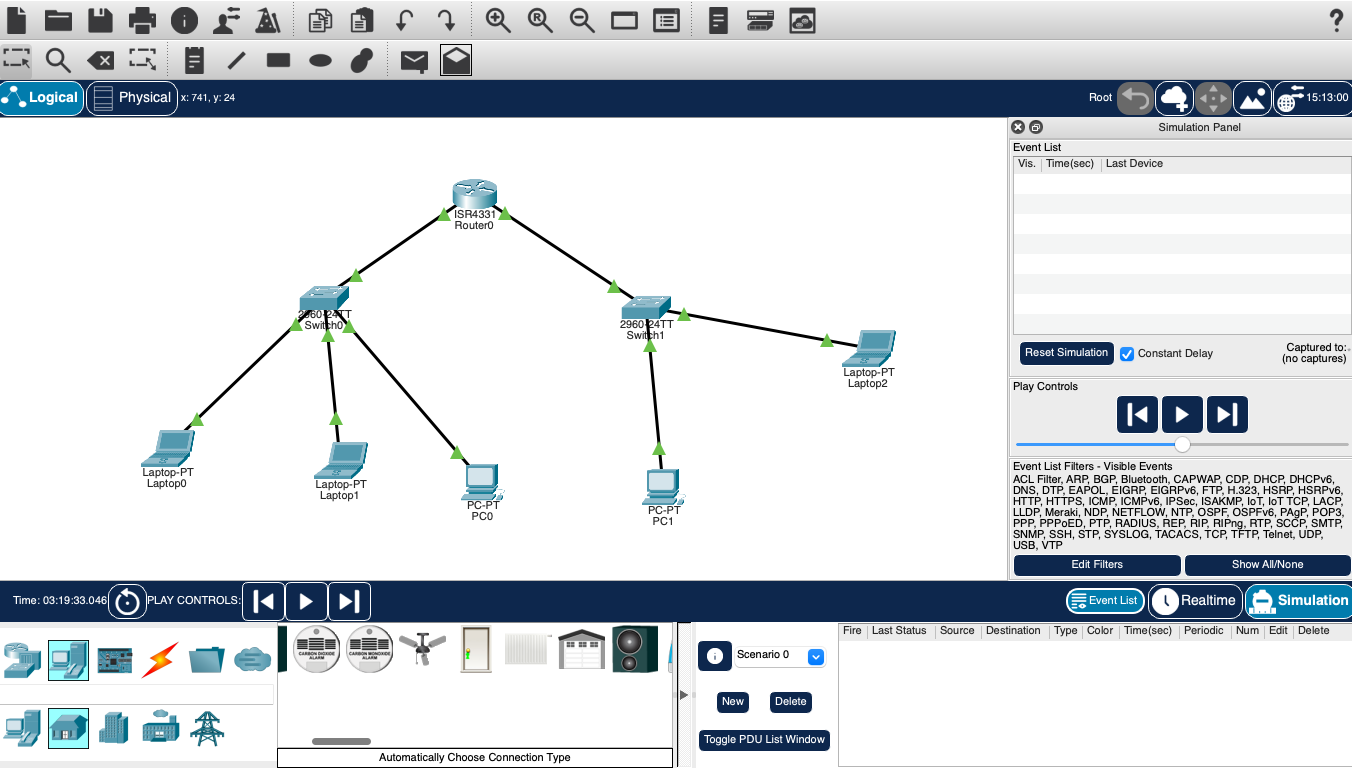 ?
Logical
Physical
x: 741, y: 24
Root
15:13:00
Simulation Panel
Event List
Vis. Time(sec) Last Device
ISR4331
Router0
2960-24TT
Switch0
2960-24TT
Switch1
Laptop-PT
Laptop2
Laptop-PT
Laptop0
Laptop-PT
Laptop1
PC-PT
PC0
PC-PT
PC1
Reset Simulation
Constant Delay
Captured to:
(no captures)
Play Controls
Event List Filters - Visible Events
ACL Filter, ARP, BGP, Bluetooth, CAPWAP, CDP, DHCP, DHCPv6,
DNS, DTP, EAPOL, EIGRP, EIGRPv6, FTP, H.323, HSRP, HSRPv6,
HTTP, HTTPS, ICMP, ICMPv6, IPSec, ISAKMP, IoT, IoT TCP, LACP,
LLDP, Meraki, NDP, NETFLOW, NTP, OSPF, OSPFv6, PAgP, POP3,
PPP, PPPoED, PTP, RADIUS, REP, RIP, RIPng, RTP, SCCP, SMTP,
SNMP, SSH, STP, SYSLOG, TACACS, TCP, TFTP, Telnet, UDP,
USB, VTP
Edit Filters
Show All/None
Time: 03:19:33.046
PLAY CONTROLS:
Event List
Realtime
Simulation
CARBON DIOXIDE
ALARM
CARBON MONOXIDE
ALARM
Automatically Choose Connection Type
Scenario 0
New
Delete
Toggle PDU List Window
Fire Last Status Source Destination Type Color Time(sec) Periodic Num Edit Delete